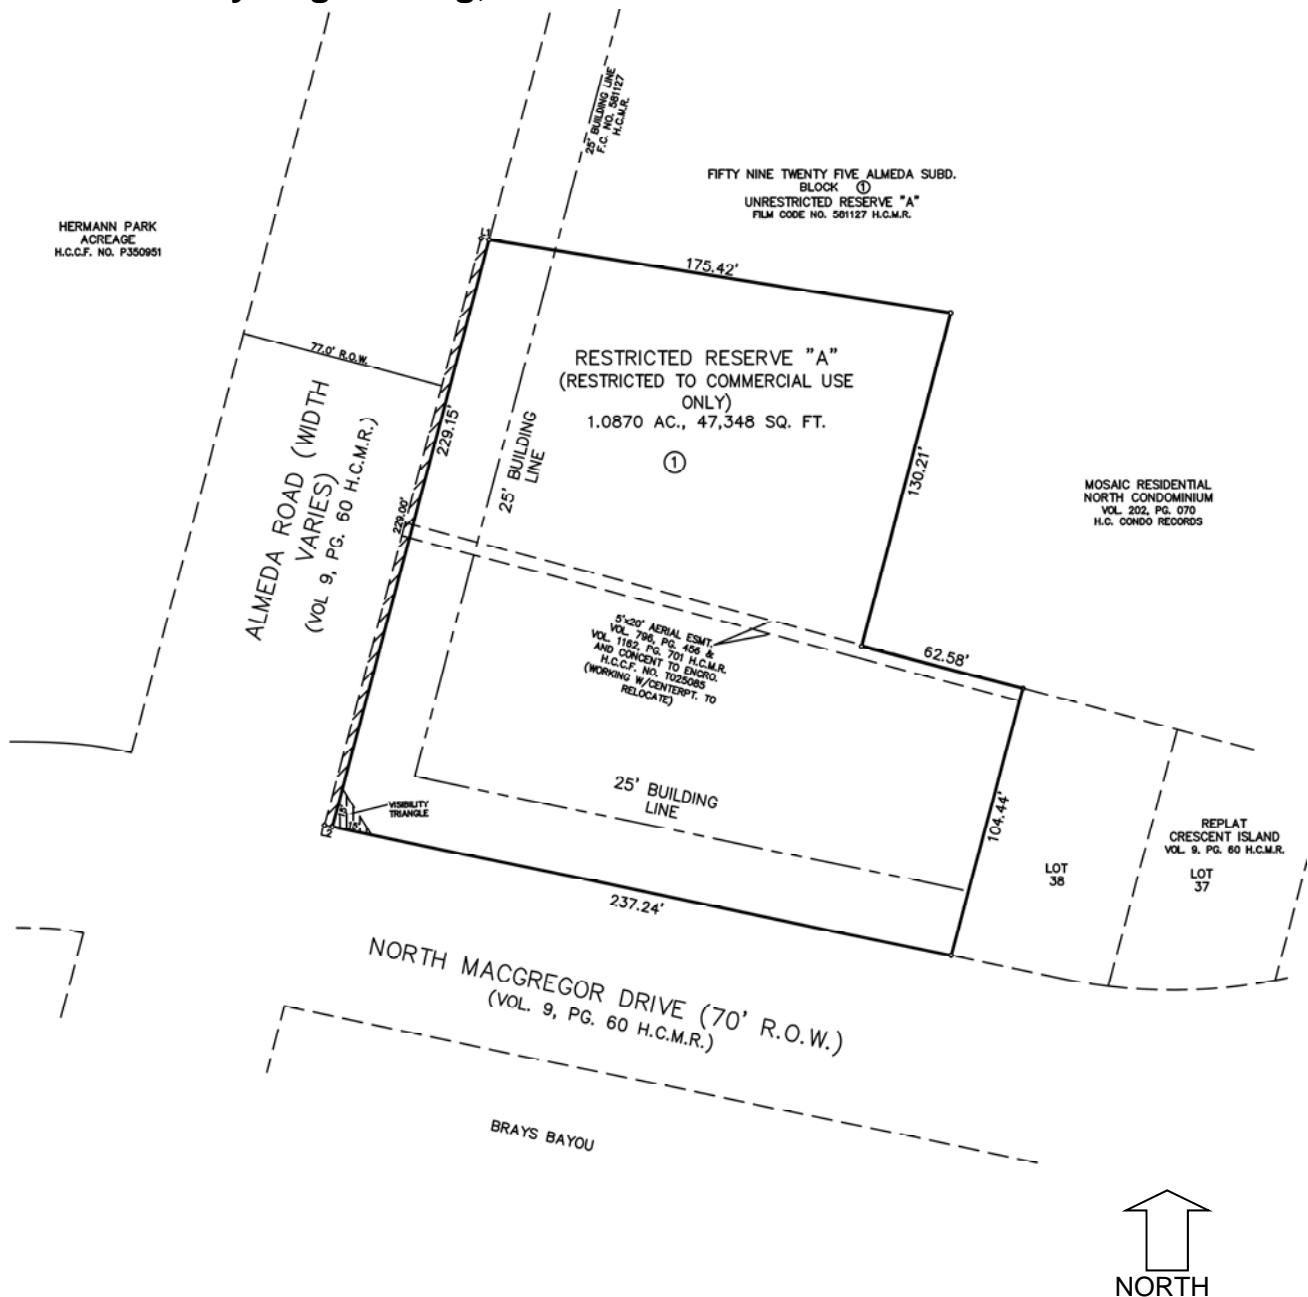 25' BUILDING LINE
F.C. NO. 581127
H.C.M.R.
FIFTY NINE TWENTY FIVE ALMEDA SUBD.
BLOCK 1
UNRESTRICTED RESERVE "A"
FILM CODE NO. 581127 H.C.M.R.
HERMANN PARK
ACREAGE
H.C.C.F. NO. P350951
L1
175.42'
77.0' R.O.W.
RESTRICTED RESERVE "A"
(RESTRICTED TO COMMERCIAL USE
ONLY)
1.0870 AC., 47,348 SQ. FT.
1
229.15'
25' BUILDING
LINE
130.21'
ALMEDA ROAD (WIDTH
VARIES)
(VOL 9, PG. 60 H.C.M.R.)
229.00'
MOSAIC RESIDENTIAL
NORTH CONDOMINIUM
VOL. 202, PG. 070
H.C. CONDO RECORDS
5'x20' AERIAL ESMT.
VOL. 796, PG. 456 &
VOL. 1162, PG. 701 H.C.M.R.
AND CONCENT TO ENCRO.
H.C.C.F. NO. T025085
(WORKING W/CENTERPT. TO
RELOCATE)
62.58'
25' BUILDING
LINE
104.44'
VISIBILITY
TRIANGLE
15'
15'
L2
REPLAT
CRESCENT ISLAND
VOL. 9. PG. 60 H.C.M.R.
LOT
38
LOT
37
237.24'
NORTH MACGREGOR DRIVE (70' R.O.W.)
(VOL. 9, PG. 60 H.C.M.R.)
BRAYS BAYOU
NORTH